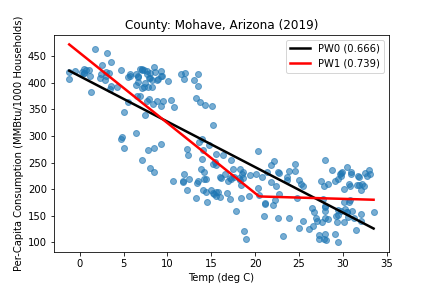 County: Mohave, Arizona (2019)
PW0 (0.666)
PW1 (0.739)
Per-Capita Consumption (MMBtu/1000 Households)
450
400
350
300
250
200
150
100
0 5 10 15 20 25 30 35
Temp (deg C)